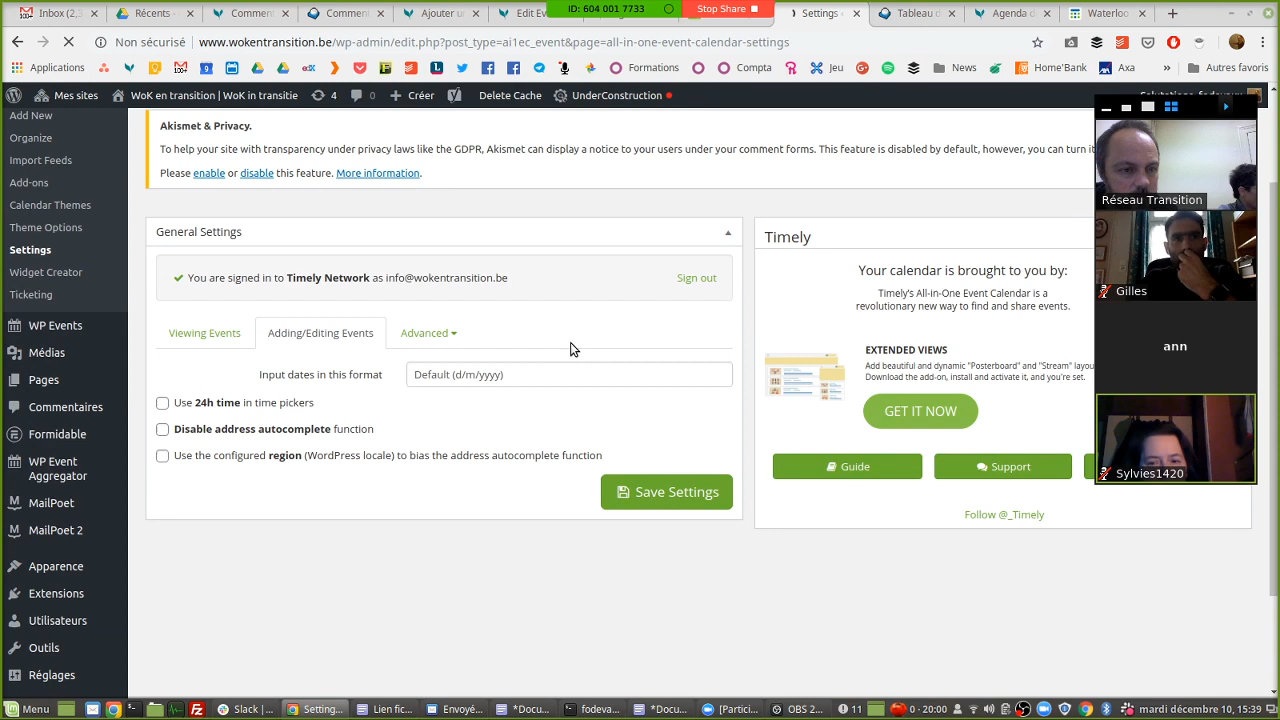 ID: 604 001 7733
Stop Share
Inbox (2,3
Récents -
Comment
Commen
Ajouter un
Edit Ev
Settings
Tableau d
Agenda d
Waterloo
Non sécurisé
www.wokentransition.be/wp-admin/edit.php?post_type=ai1ec_event&page=all-in-one-event-calendar-settings
Applications
Formations
Compta
Jeu
News
Home'Bank
Axa
»
Autres favoris
Mes sites
WoK en transition | WoK in transitie
4
0
Créer
Delete Cache
UnderConstruction
Add New
Organize
Import Feeds
Add-ons
Calendar Themes
Theme Options
Settings
Widget Creator
Ticketing
WP Events
Médias
Pages
Commentaires
Formidable
WP Event
Aggregator
MailPoet
MailPoet 2
Apparence
Extensions
Utilisateurs
Outils
Réglages
Akismet & Privacy.
To help your site with transparency under privacy laws like the GDPR, Akismet can display a notice to your users under your comment forms. This feature is disabled by default, however, you can turn it
Please enable or disable this feature. More information.
General Settings
You are signed in to Timely Network as info@wokentransition.be
Sign out
Viewing Events
Adding/Editing Events
Advanced
Input dates in this format
Default (d/m/yyyy)
Use 24h time in time pickers
Disable address autocomplete function
Use the configured region (WordPress locale) to bias the address autocomplete function
Save Settings
Timely
Your calendar is brought to you by:
Timely's All-in-One Event Calendar is a
revolutionary new way to find and share events.
EXTENDED VIEWS
Add beautiful and dynamic "Posterboard" and "Stream" layou
Download the add-on, install and activate it, and you're set.
GET IT NOW
Guide
Support
Follow @_Timely
Réseau Transition
Gilles
ann
Sylvies1420
Menu
Slack |...
Setting...
Lien fic...
Envoyé...
*Docu...
fodeva...
*Docu...
[Partici...
OBS 2...
11
0 - 20:00
mardi décembre 10, 15:39